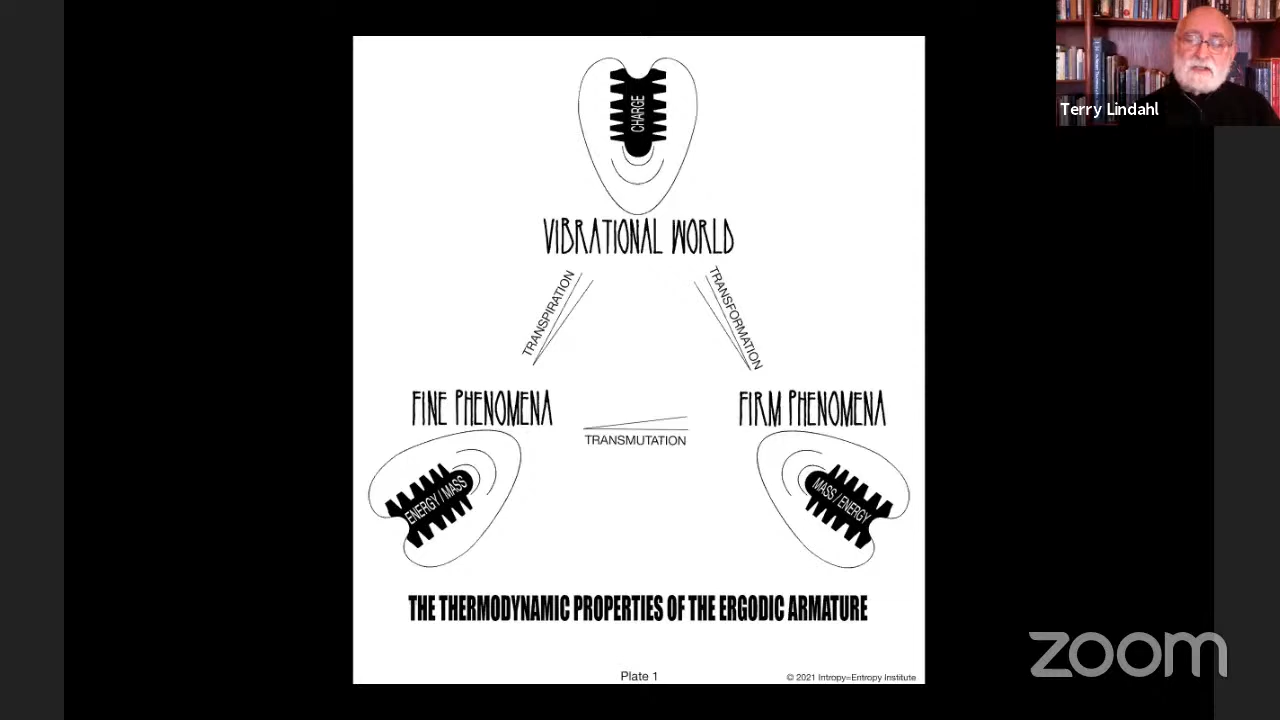 Terry Lindahl
CHARGE
VIBRATIONAL WORLD
TRANSPIRATION
TRANSFORMATION
FINE PHENOMENA
FIRM PHENOMENA
TRANSMUTATION
ENERGY / MASS
MASS / ENERGY
THE THERMODYNAMIC PROPERTIES OF THE ERGODIC ARMATURE
zoom
Plate 1
© 2021 Intropy=Entropy Institute